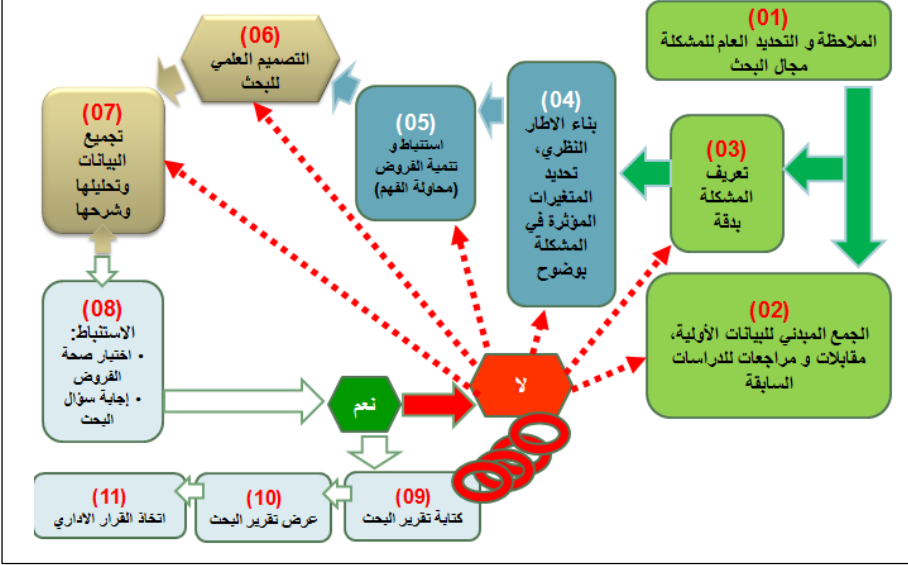 (01)
الملاحظة و التحديد العام للمشكلة
مجال البحث
(02)
الجمع المبدئي للبيانات الأولية،
مقابلات و مراجعات للدراسات
السابقة
(03)
تعريف
المشكلة
بدقة
(04)
بناء الاطار
النظري،
تحديد
المتغيرات
المؤثرة في
المشكلة
بوضوح
(05)
استنباط و
تنمية الفروض
(محاولة الفهم)
(06)
التصميم العلمي
للبحث
(07)
تجميع
البيانات
وتحليلها
وشرحها
(08)
الاستنباط:
• اختبار صحة
الفروض
• إجابة سؤال
البحث
نعم
لا
(09)
كتابة تقرير البحث
(10)
عرض تقرير البحث
(11)
اتخاذ القرار الاداري